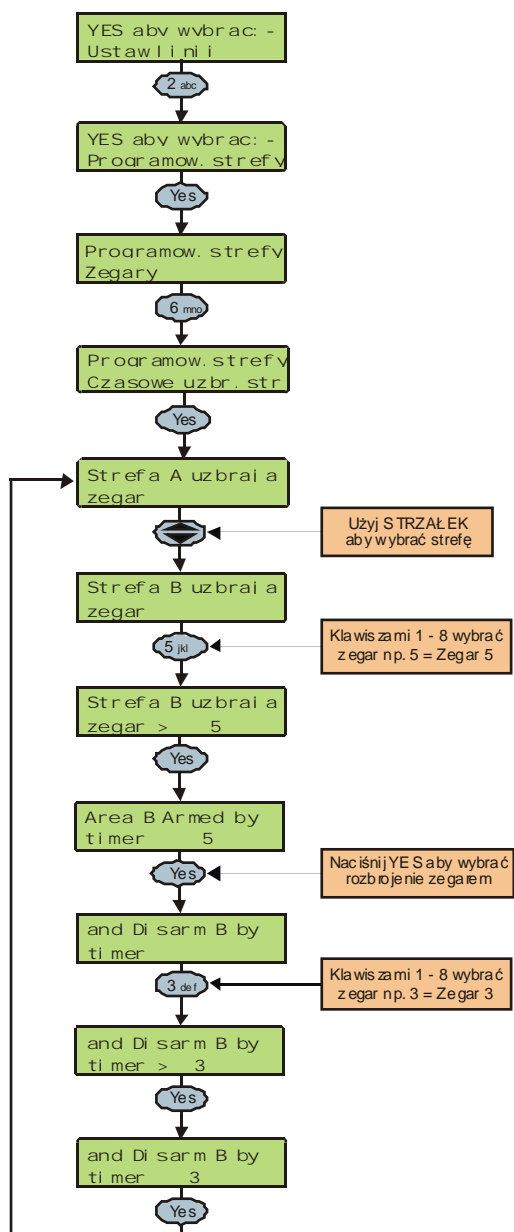 YES aby wybrac: -
Ustaw linii
2 abc
YES aby wybrac: -
Programow. strefy
Yes
Programow. strefy
Zegary
6 mno
Programow. strefy
Czasowe uzbr. str
Yes
Strefa A uzbraja
zegar
Użyj STRZAŁEK
aby wybrać strefę
Strefa B uzbraja
zegar
5 jkl
Klawiszami 1 - 8 wybrać
zegar np. 5 = Zegar 5
Strefa B uzbraja
zegar > 5
Yes
Area B Armed by
timer 5
Yes
Naciśnij YES aby wybrać
rozbrojenie zegarem
and Disarm B by
timer
3 def
Klawiszami 1 - 8 wybrać
zegar np. 3 = Zegar 3
and Disarm B by
timer > 3
Yes
and Disarm B by
timer 3
Yes